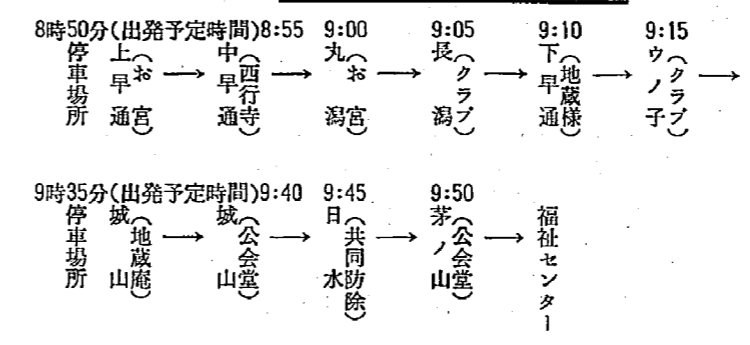 8時50分(出発予定時間)8:55 9:00 9:05 9:10 9:15
停車場所 上早通(お宮) → 中早通(西行寺) → 丸潟(お宮) → 長潟(クラブ) → 下早通(地蔵様) → ウノ子(クラブ) →
9時35分(出発予定時間)9:40 9:45 9:50
停車場所 城山(地蔵庵) → 城山(公会堂) → 日水(共同防除) → 茅ノ山(公会堂) → 福祉センター